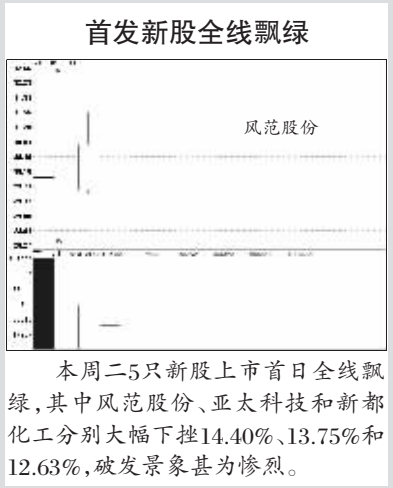 首发新股全线飘绿
风范股份
本周二5只新股上市首日全线飘
绿,其中风范股份、亚太科技和新都
化工分别大幅下挫14.40%、13.75%和
12.63%,破发景象甚为惨烈。